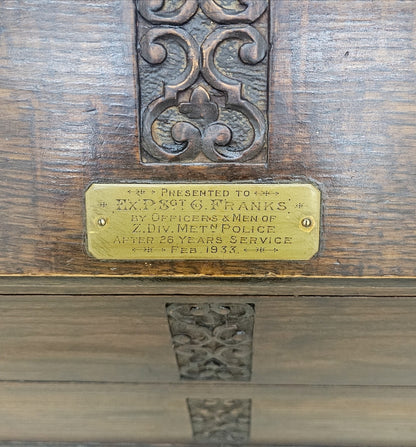 PRESENTED TO
EX.P.SGT G. FRANKS
BY OFFICERS & MEN OF
Z.DIV. METN POLICE
AFTER 26 YEARS SERVICE
FEB. 1933.